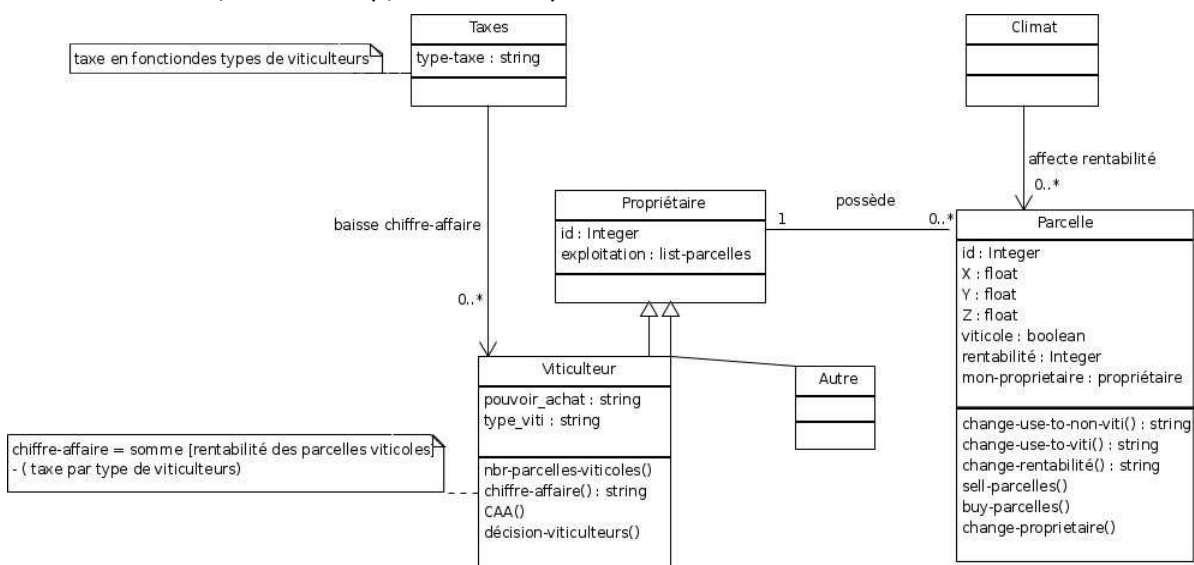 Taxes
type-taxe : string
taxe en fonctiondes types de viticulteurs
Climat
affecte rentabilité
0..*
baisse chiffre-affaire
0..*
Propriétaire
id : Integer
exploitation : list-parcelles
1
possède
0..*
Parcelle
id : Integer
X : float
Y : float
Z : float
viticole : boolean
rentabilité : Integer
mon-proprietaire : propriétaire
change-use-to-non-viti() : string
change-use-to-viti() : string
change-rentabilité() : string
sell-parcelles()
buy-parcelles()
change-proprietaire()
Viticulteur
pouvoir_achat : string
type_viti : string
nbr-parcelles-viticoles()
chiffre-affaire() : string
CAA()
décision-viticulteurs()
Autre
chiffre-affaire = somme [rentabilité des parcelles viticoles]
- ( taxe par type de viticulteurs)